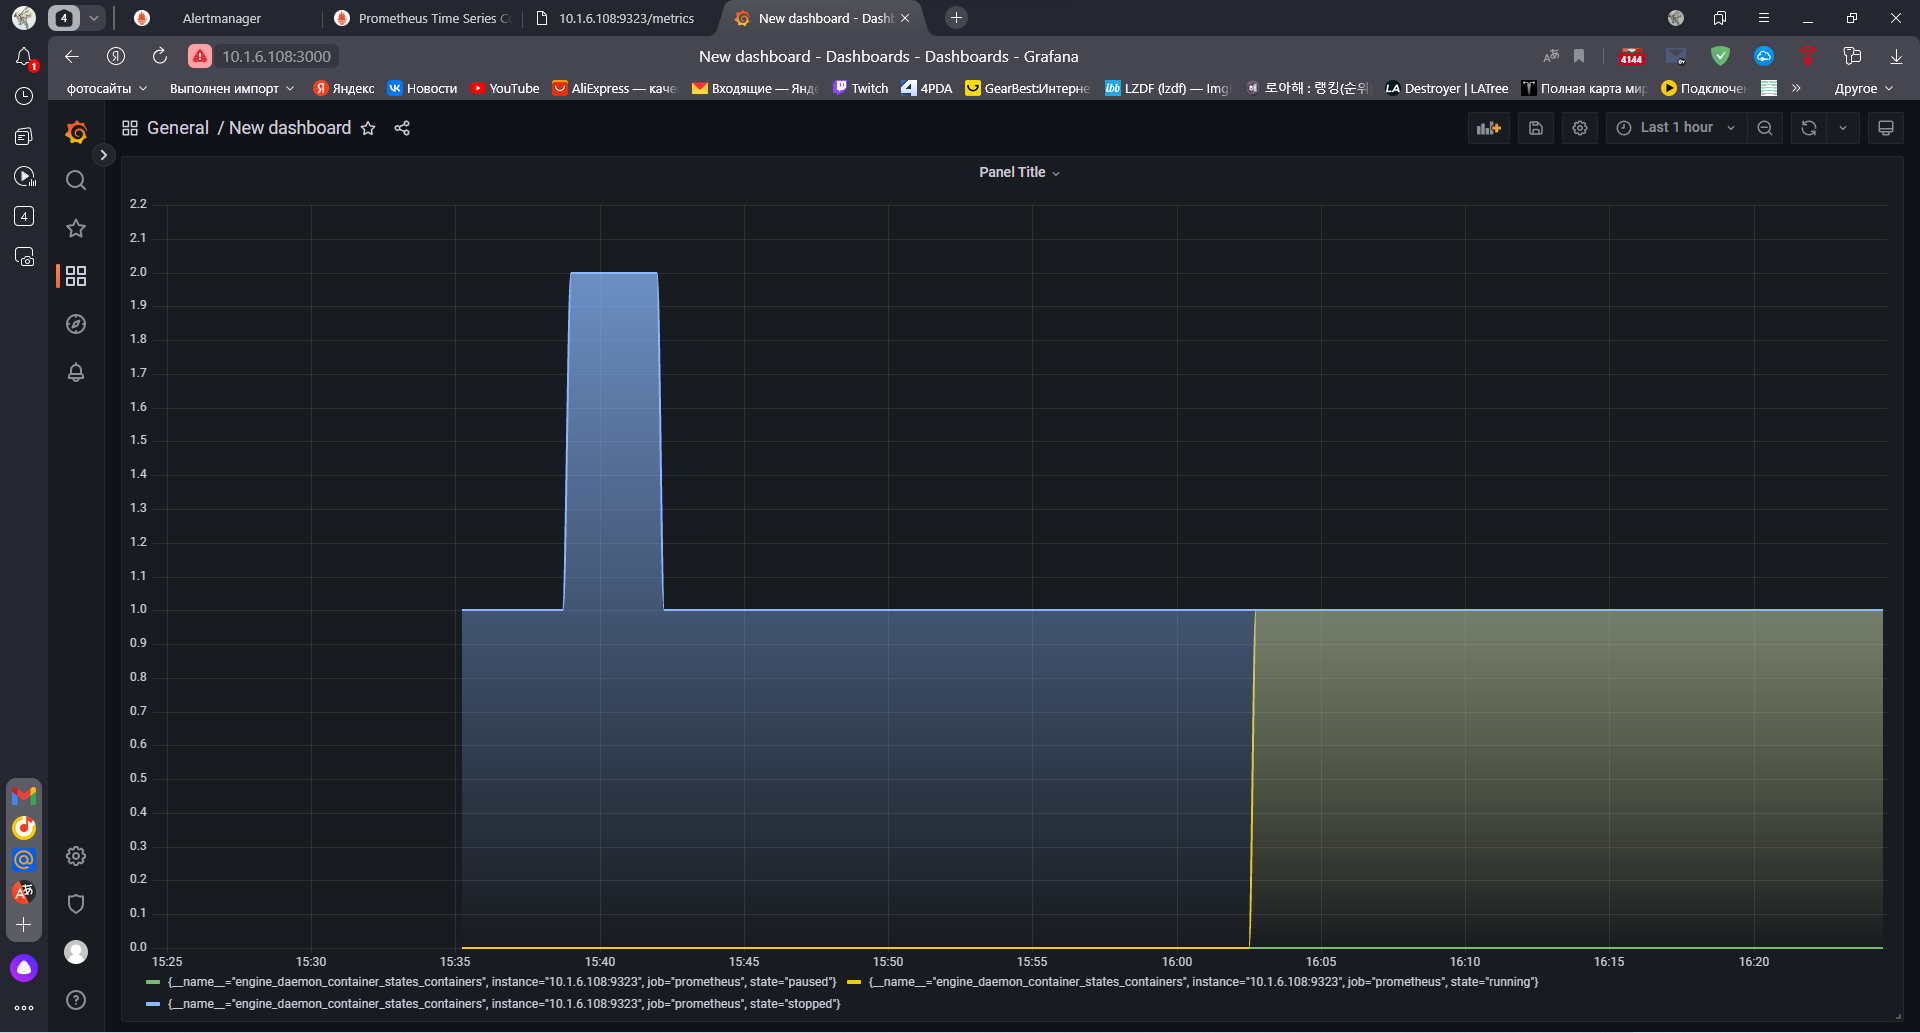 4
Alertmanager
Prometheus Time Series Co
10.1.6.108:9323/metrics
New dashboard - Dashb
1
10.1.6.108:3000
New dashboard - Dashboards - Dashboards - Grafana
4144
фотосайты
Выполнен импорт
Яндекс
Новости
YouTube
AliExpress — каче
Входящие — Янд
Twitch
4PDA
GearBest:Интерне
LZDF (lzdf) — Img
로아해 : 랭킹(순위
LA Destroyer | LATree
Полная карта мир
Подключен
Другое
General / New dashboard
Last 1 hour
4
Panel Title
2.2
2.1
2.0
1.9
1.8
1.7
1.6
1.5
1.4
1.3
1.2
1.1
1.0
0.9
0.8
0.7
0.6
0.5
0.4
0.3
0.2
0.1
0.0
15:25 15:30 15:35 15:40 15:45 15:50 15:55 16:00 16:05 16:10 16:15 16:20
{__name__="engine_daemon_container_states_containers", instance="10.1.6.108:9323", job="prometheus", state="paused"} {__name__="engine_daemon_container_states_containers", instance="10.1.6.108:9323", job="prometheus", state="running"}
{__name__="engine_daemon_container_states_containers", instance="10.1.6.108:9323", job="prometheus", state="stopped"}